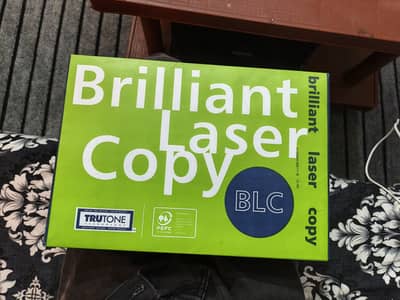 Brilliant
Laser
Copy
BLC
TRUTONE
PEFC
brilliant laser copy